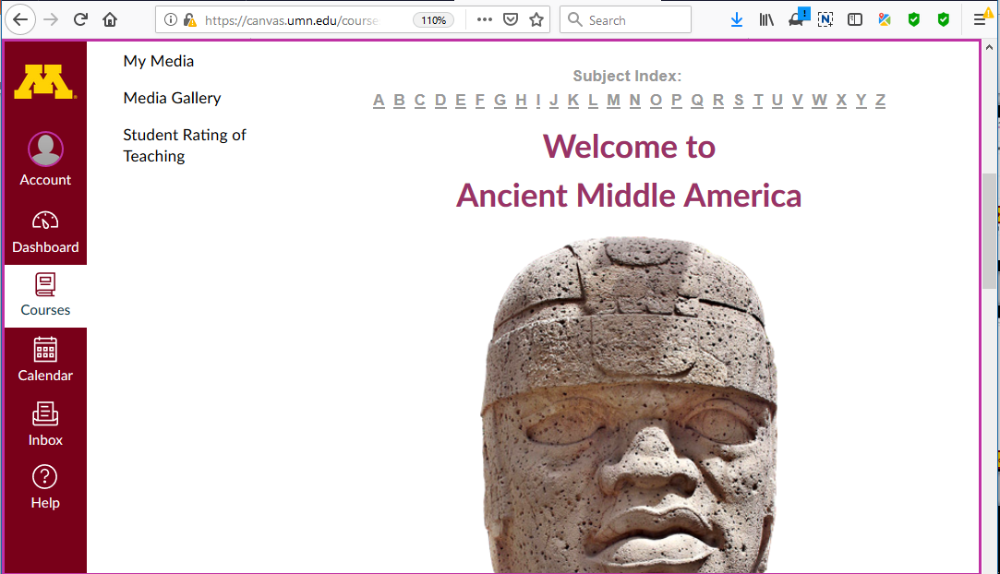 https://canvas.umn.edu/course
110%
Search
My Media
Media Gallery
Student Rating of
Teaching
Account
Dashboard
Courses
Calendar
Inbox
Help
Subject Index:
A B C D E F G H I J K L M N O P Q R S T U V W X Y Z
Welcome to
Ancient Middle America